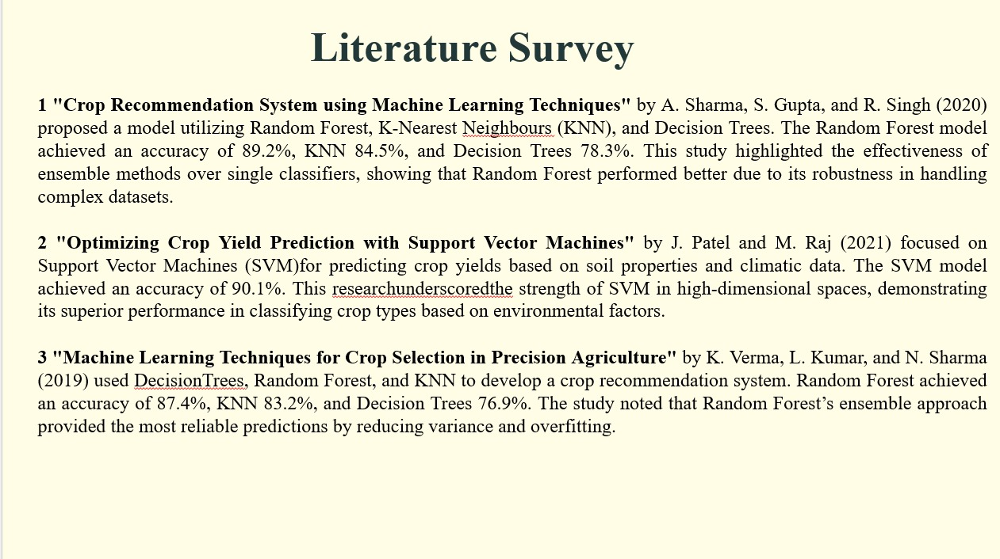 Literature Survey
1 "Crop Recommendation System using Machine Learning Techniques" by A. Sharma, S. Gupta, and R. Singh (2020)
proposed a model utilizing Random Forest, K-Nearest Neighbours (KNN), and Decision Trees. The Random Forest model
achieved an accuracy of 89.2%, KNN 84.5%, and Decision Trees 78.3%. This study highlighted the effectiveness of
ensemble methods over single classifiers, showing that Random Forest performed better due to its robustness in handling
complex datasets.
2 "Optimizing Crop Yield Prediction with Support Vector Machines" by J. Patel and M. Raj (2021) focused on
Support Vector Machines (SVM)for predicting crop yields based on soil properties and climatic data. The SVM model
achieved an accuracy of 90.1%. This researchunderscoredthe strength of SVM in high-dimensional spaces, demonstrating
its superior performance in classifying crop types based on environmental factors.
3 "Machine Learning Techniques for Crop Selection in Precision Agriculture" by K. Verma, L. Kumar, and N. Sharma
(2019) used DecisionTrees, Random Forest, and KNN to develop a crop recommendation system. Random Forest achieved
an accuracy of 87.4%, KNN 83.2%, and Decision Trees 76.9%. The study noted that Random Forest’s ensemble approach
provided the most reliable predictions by reducing variance and overfitting.